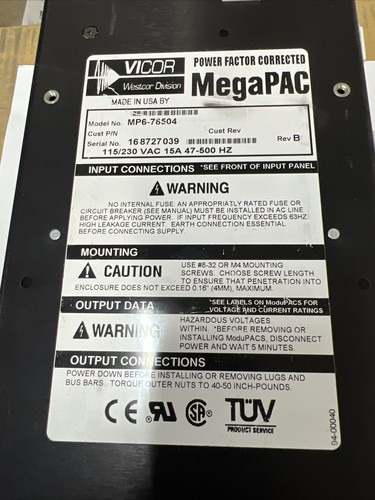 VICOR
Westcor Division
POWER FACTOR CORRECTED
MegaPAC
MADE IN USA BY
Model No. MP6-76504
Cust P/N Cust Rev
Serial No. 168727039 Rev B
115/230 VAC 15A 47-500 HZ
INPUT CONNECTIONS *SEE FRONT OF INPUT PANEL
WARNING
NO INTERNAL FUSE. AN APPROPRIATLY RATED FUSE OR
CIRCUIT BREAKER (SEE MANUAL) MUST BE INSTALLED IN AC LINE
BEFORE APPLYING POWER. IF INPUT FREQUENCY EXCEEDS 63HZ:
HIGH LEAKAGE CURRENT. EARTH CONNECTION ESSENTIAL
MOUNTING
CAUTION
USE #8-32 OR M4 MOUNTING
SCREWS. CHOOSE SCREW LENGTH
TO ENSURE THAT PENETRATION INTO
ENCLOSURE DOES NOT EXCEED 0.16" (4MM), MAXIMUM.
OUTPUT DATA *SEE LABELS ON ModuPACS FOR
VOLTAGE AND CURRENT RATINGS
WARNING
HAZARDOUS VOLTAGES
WITHIN. *BEFORE REMOVING OR
INSTALLING ModuPACS, DISCONNECT
POWER AND WAIT 5 MINUTES.
OUTPUT CONNECTIONS
POWER DOWN BEFORE INSTALLING OR REMOVING LUGS AND
BUS BARS. TORQUE OUTER NUTS TO 40-50 INCH-POUNDS.
CE RU SA TÜV
PRODUCT SERVICE
94-00040